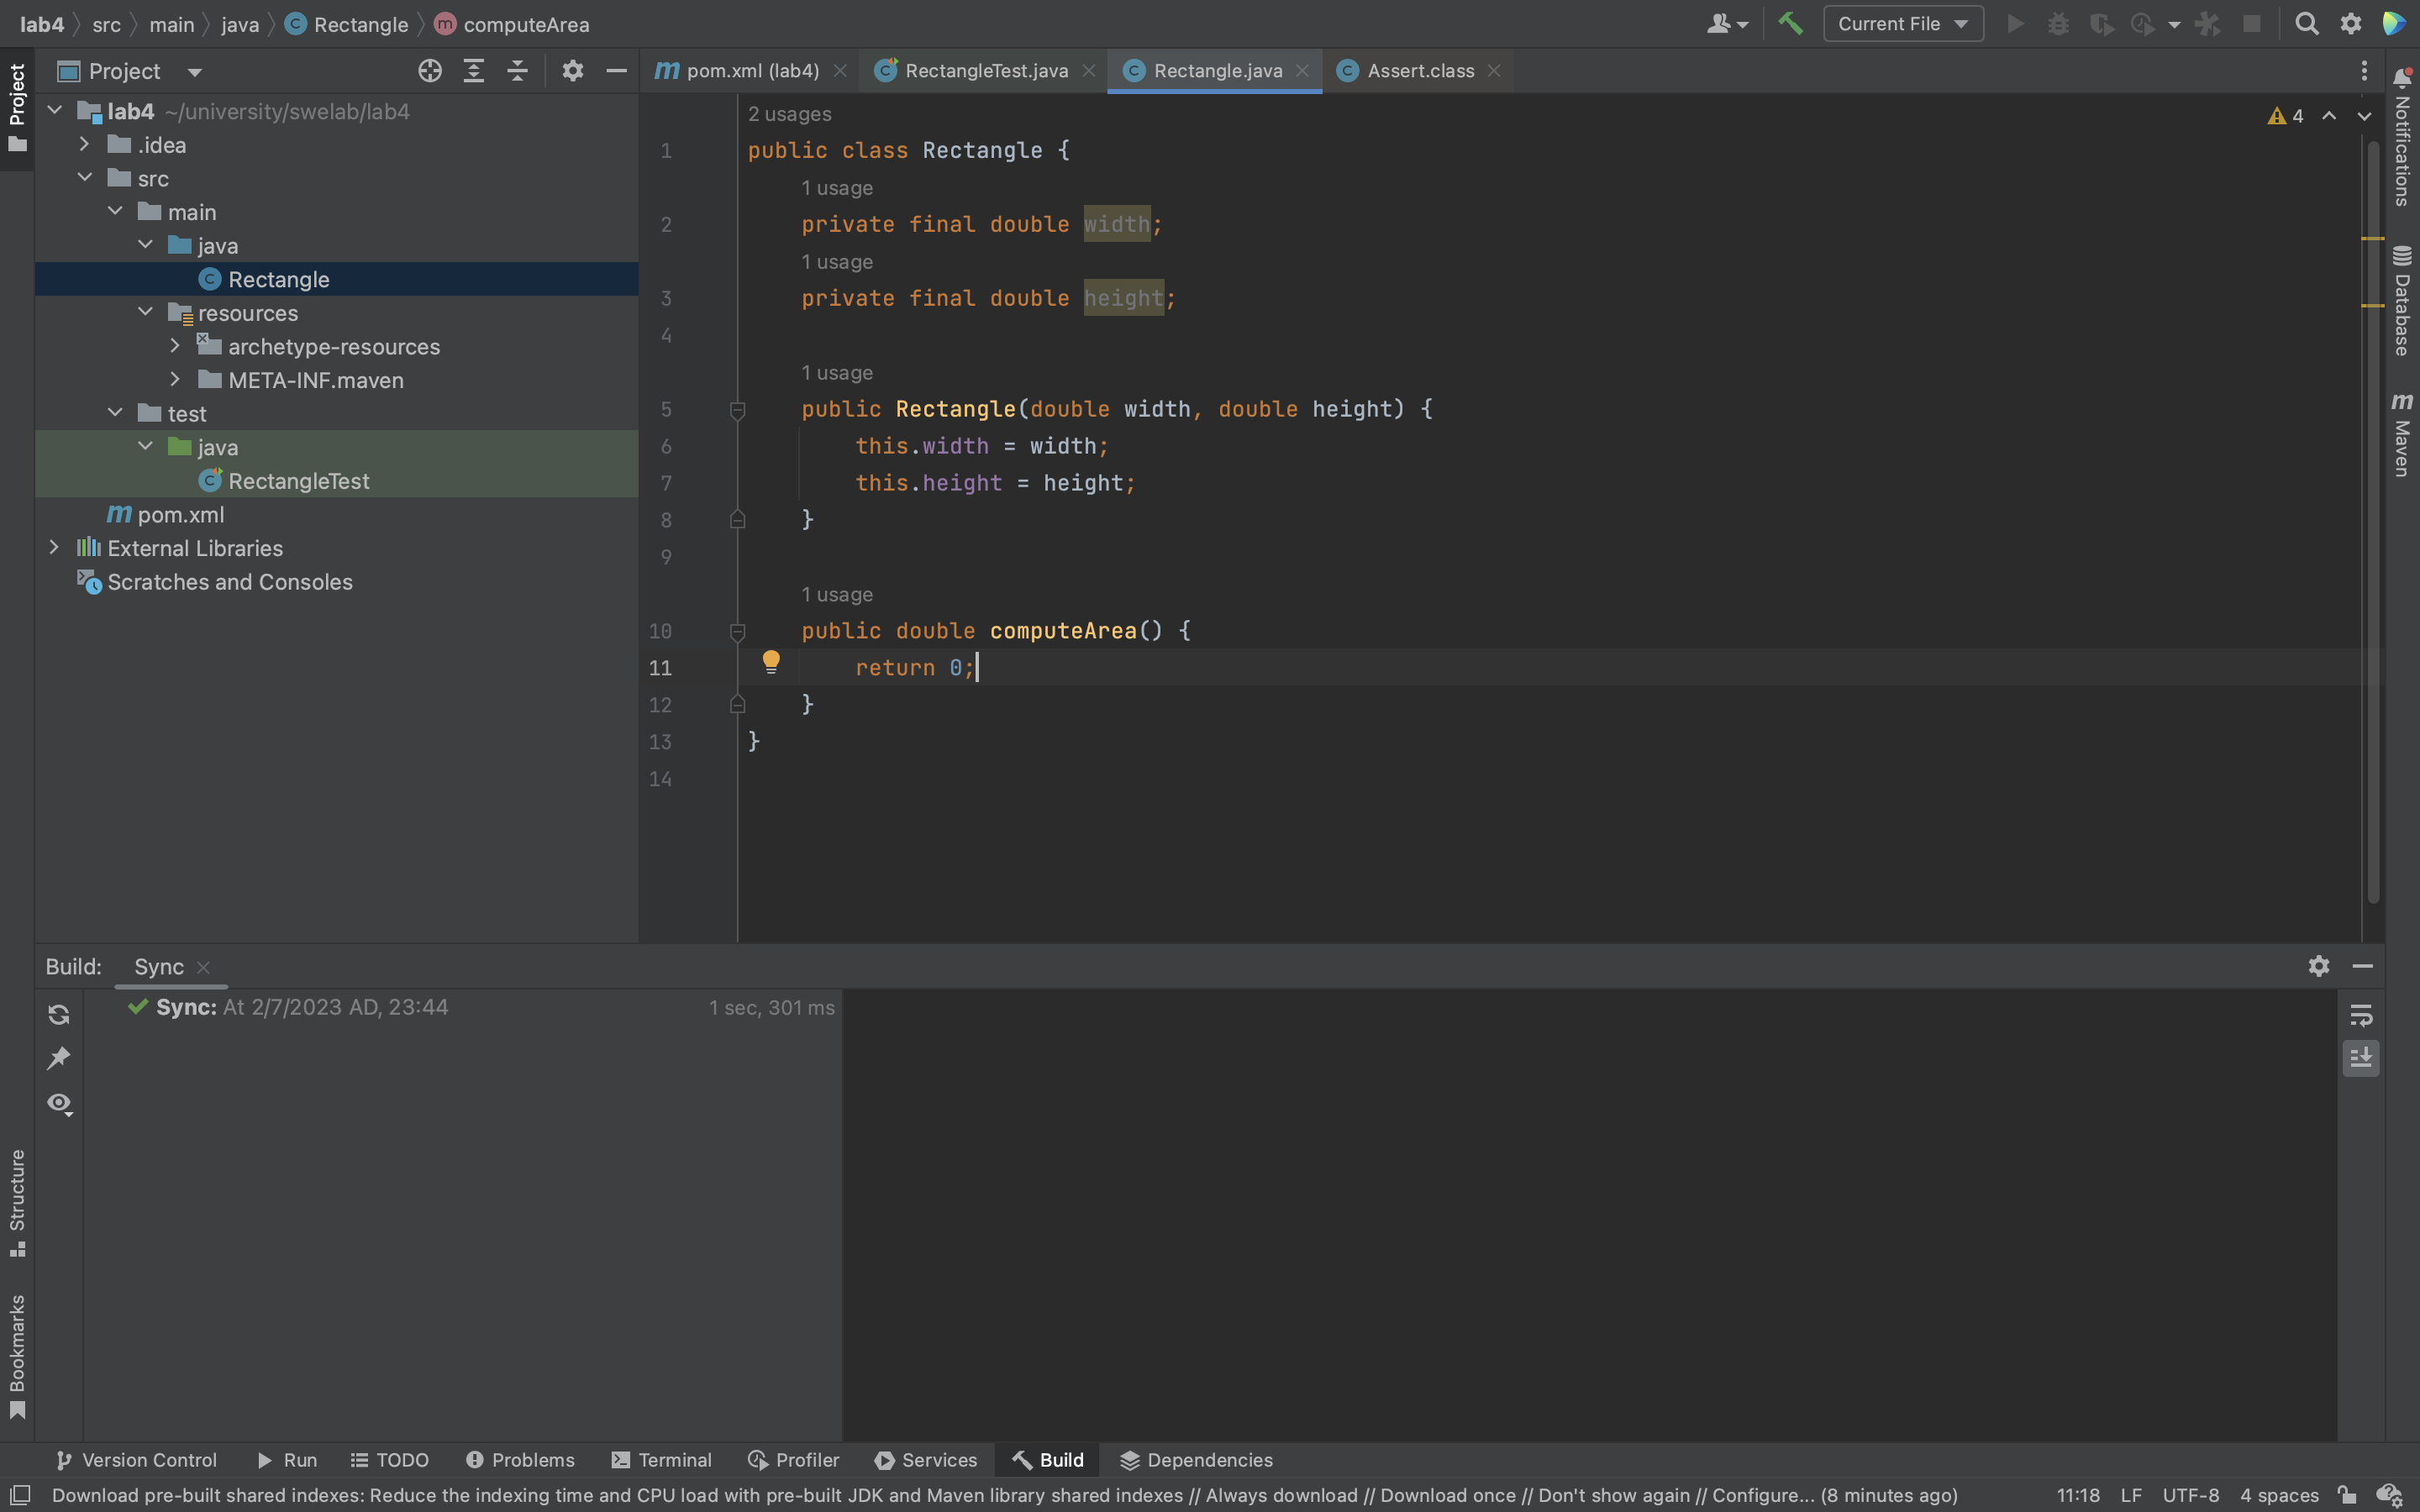 lab4 src main java Rectangle computeArea Current File
Project
pom.xml (lab4) RectangleTest.java Rectangle.java Assert.class
lab4 ~/university/swelab/lab4
.idea
src
main
java
Rectangle
resources
archetype-resources
META-INF.maven
test
java
RectangleTest
pom.xml
External Libraries
Scratches and Consoles
2 usages
4
1 public class Rectangle {
1 usage
2 private final double width;
1 usage
3 private final double height;
4
1 usage
5 public Rectangle(double width, double height) {
6 this.width = width;
7 this.height = height;
8 }
9
1 usage
10 public double computeArea() {
11 return 0;
12 }
13 }
14
Project
Structure
Bookmarks
Notifications
Database
Maven
Build: Sync
Sync: At 2/7/2023 AD, 23:44 1 sec, 301 ms
Version Control Run TODO Problems Terminal Profiler Services Build Dependencies
Download pre-built shared indexes: Reduce the indexing time and CPU load with pre-built JDK and Maven library shared indexes // Always download // Download once // Don't show again // Configure... (8 minutes ago) 11:18 LF UTF-8 4 spaces